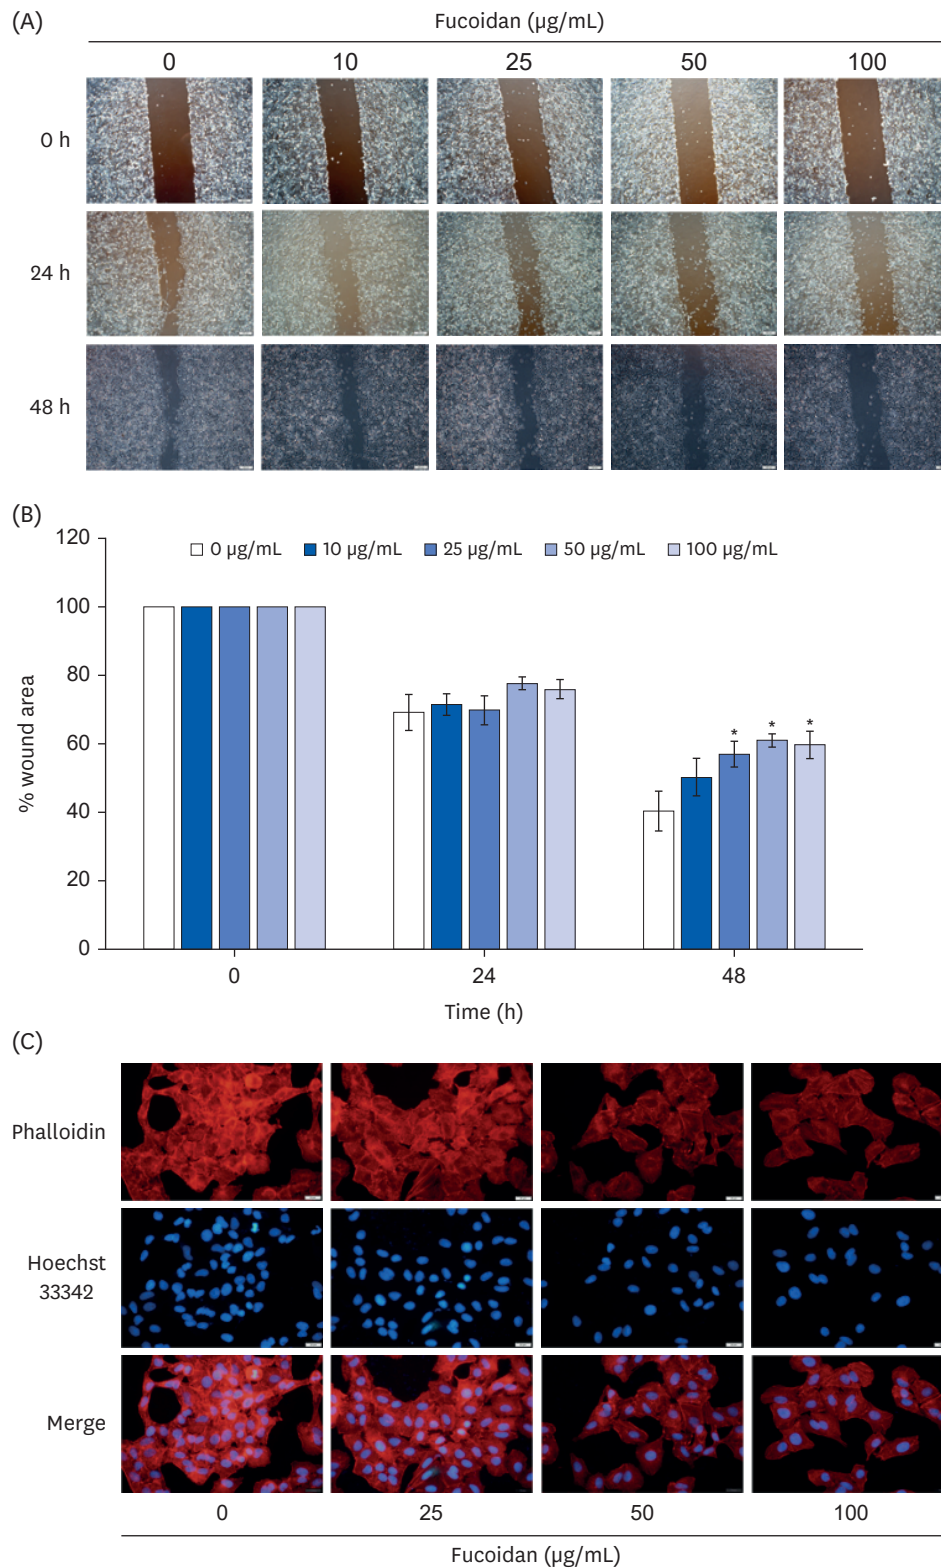 (A)
Fucoidan (µg/mL)
0 10 25 50 100
0 h
24 h
48 h
(B)
120
0 µg/mL 10 µg/mL 25 µg/mL 50 µg/mL 100 µg/mL
100
80
60
* * *
40
20
0
% wound area
0 24 48
Time (h)
(C)
Phalloidin
Hoechst
33342
Merge
0 25 50 100
Fucoidan (µg/mL)